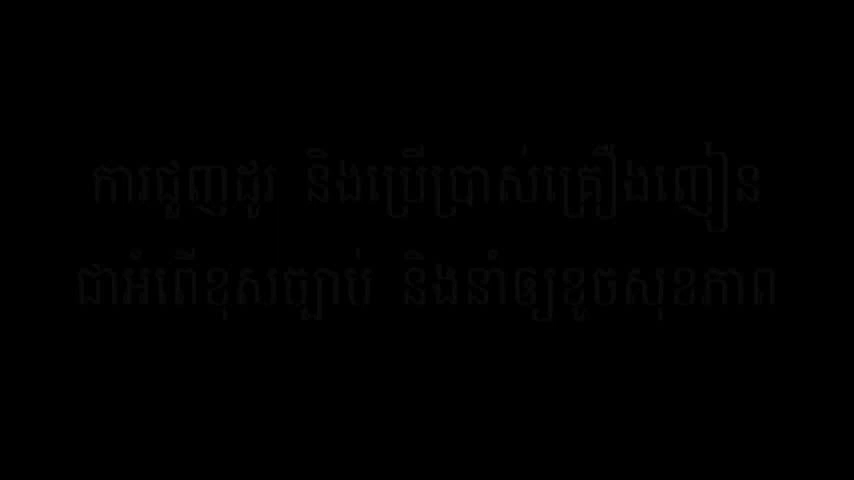 ការជួញដូរ និងប្រើប្រាស់គ្រឿងញៀន
ជាអំពើខុសច្បាប់ និងនាំឲ្យខូចសុខភាព